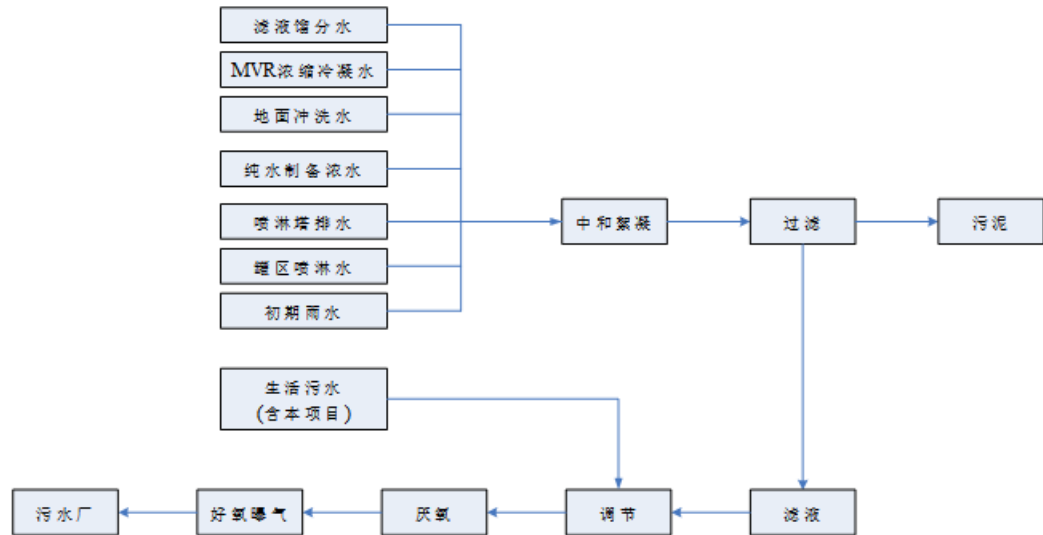 滤液馏分水
MVR浓缩冷凝水
地面冲洗水
纯水制备浓水
喷淋塔排水
中和絮凝
过滤
污泥
罐区喷淋水
初期雨水
生活污水
(含本项目)
污水厂
好氧曝气
厌氧
调节
滤液